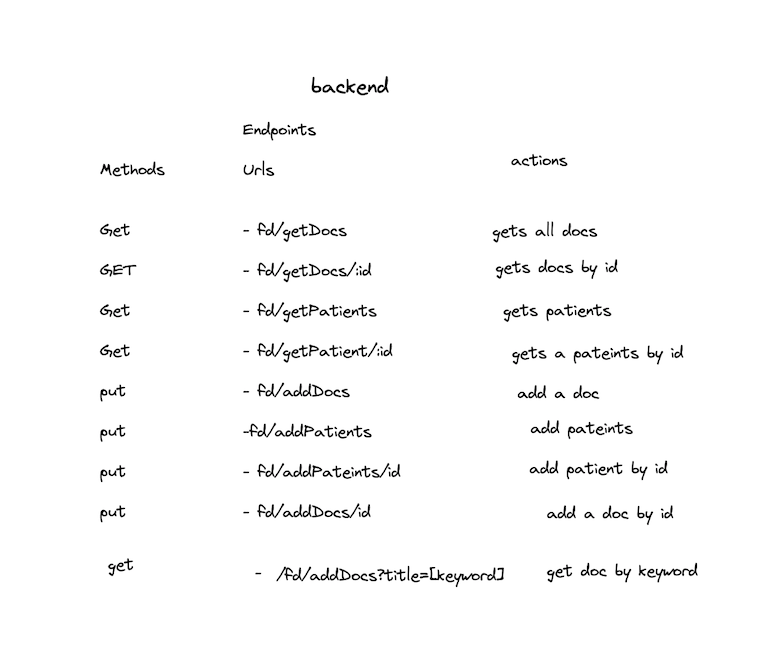 backend
Endpoints
Methods Urls actions
Get - fd/getDocs gets all docs
GET - fd/getDocs/:id gets docs by id
Get - fd/getPatients gets patients
Get - fd/getPatient/:id gets a pateints by id
put - fd/addDocs add a doc
put -fd/addPatients add pateints
put - fd/addPateints/id add patient by id
put - fd/addDocs/id add a doc by id
get - /fd/addDocs?title=[keyword] get doc by keyword